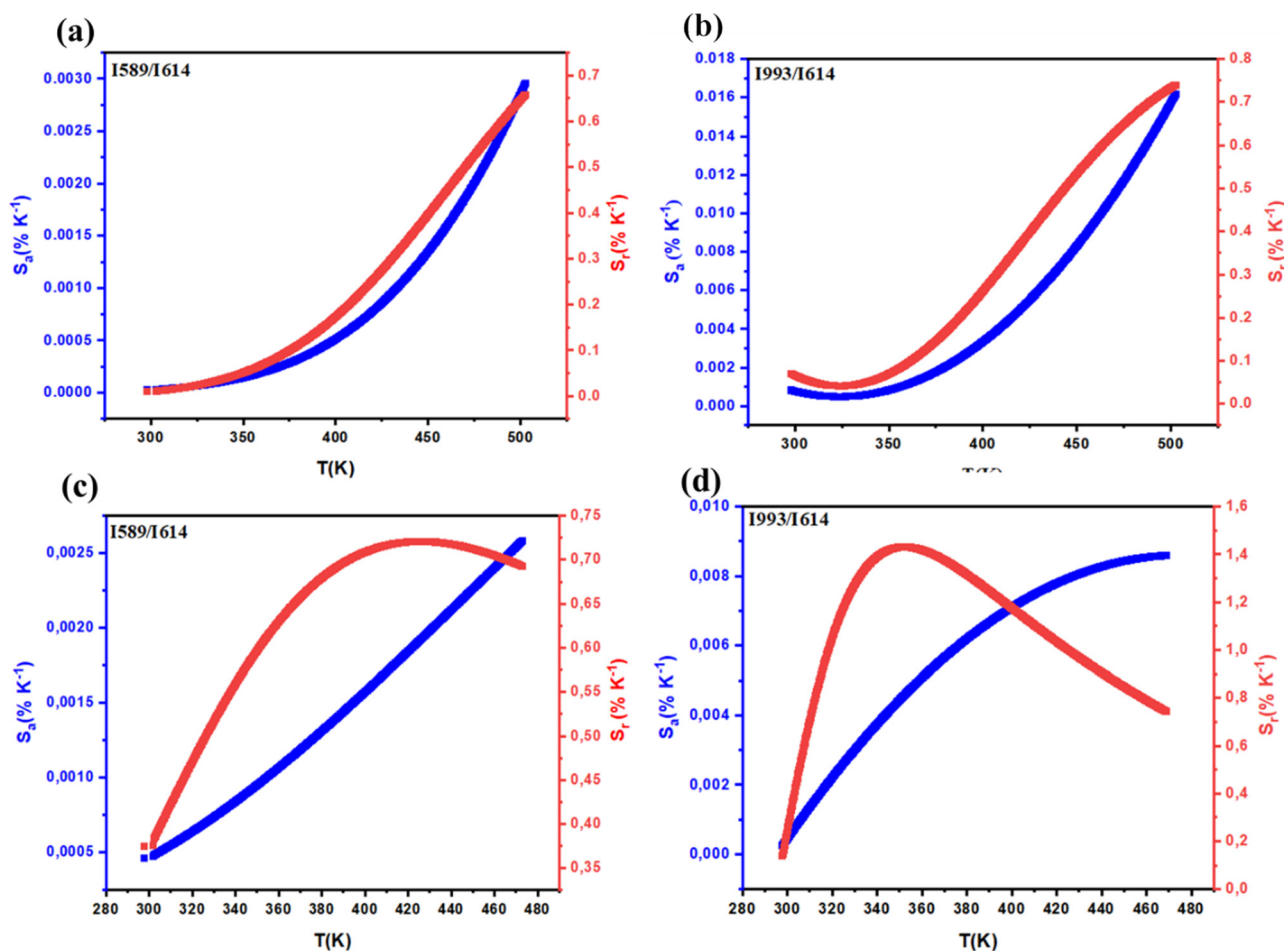 (a)
I589/I614
0.0030
0.0025
0.0020
0.0015
0.0010
0.0005
0.0000
Sa(% K-1)
0.7
0.6
0.5
0.4
0.3
0.2
0.1
0.0
Sr(% K-1)
300 350 400 450 500
T(K)
(b)
I993/I614
0.018
0.016
0.014
0.012
0.010
0.008
0.006
0.004
0.002
0.000
Sa (% K-1)
0.8
0.7
0.6
0.5
0.4
0.3
0.2
0.1
0.0
Sr (% K-1)
300 350 400 450 500
T(K)
(c)
I589/I614
0,0025
0,0020
0,0015
0,0010
0,0005
Sa(% K-1)
0,75
0,70
0,65
0,60
0,55
0,50
0,45
0,40
0,35
Sr (% K-1)
280 300 320 340 360 380 400 420 440 460 480
T(K)
(d)
I993/I614
0,010
0,008
0,006
0,004
0,002
0,000
Sa(% K-1)
1,6
1,4
1,2
1,0
0,8
0,6
0,4
0,2
0,0
Sr(% K-1)
280 300 320 340 360 380 400 420 440 460 480
T(K)